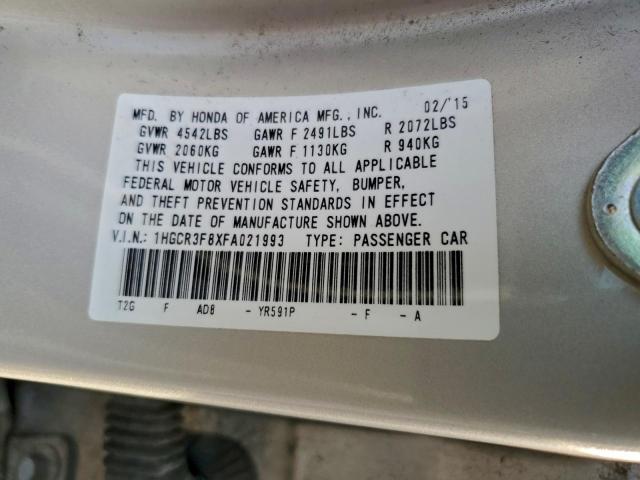 MFD. BY HONDA OF AMERICA MFG., INC. 02/'15
GVWR 4542LBS GAWR F 2491LBS R 2072LBS
GVWR 2060KG GAWR F 1130KG R 940KG
THIS VEHICLE CONFORMS TO ALL APPLICABLE
FEDERAL MOTOR VEHICLE SAFETY, BUMPER,
AND THEFT PREVENTION STANDARDS IN EFFECT
ON THE DATE OF MANUFACTURE SHOWN ABOVE.
V.I.N.: 1HGCR3F8XFA021993 TYPE: PASSENGER CAR
T2G F AD8 - YR591P - F - A